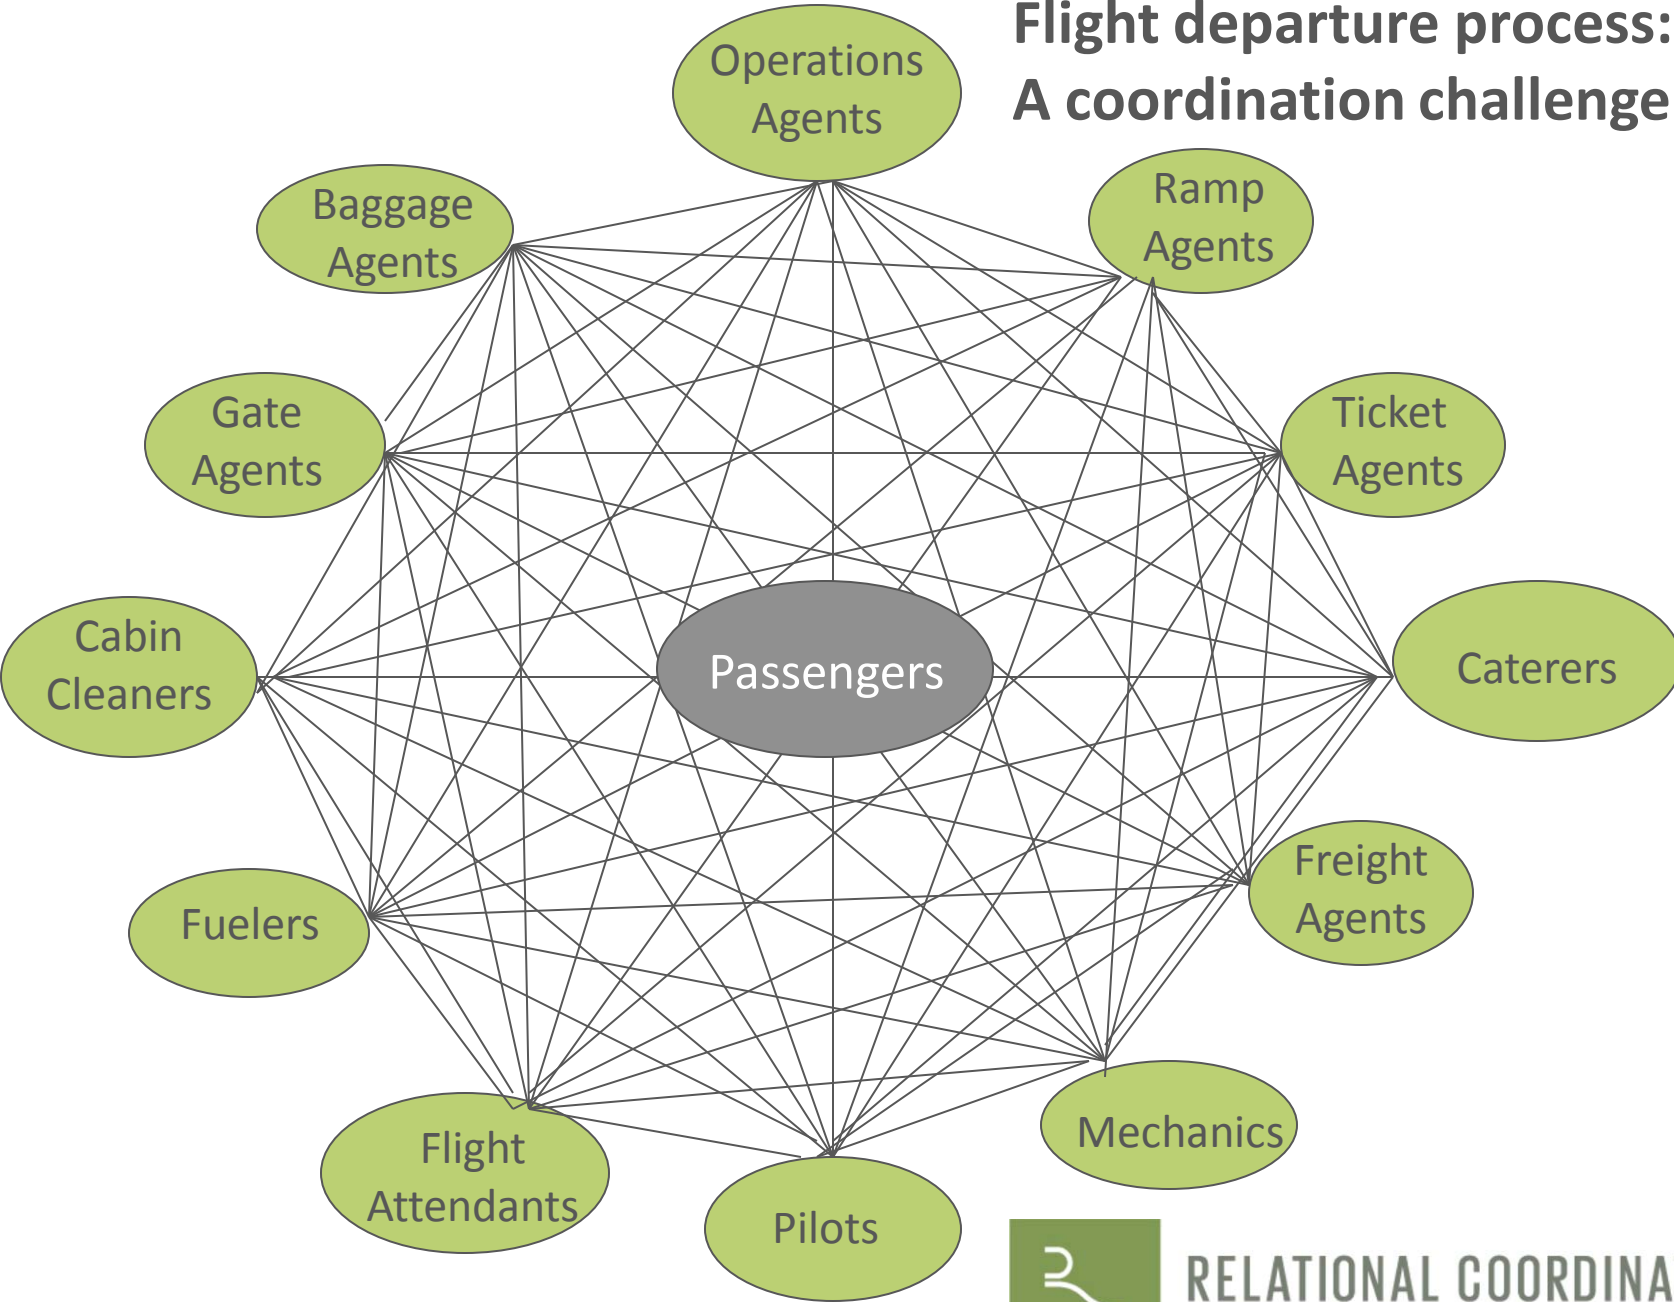 Flight departure process:
A coordination challenge
Operations
Agents
Ramp
Agents
Baggage
Agents
Gate
Agents
Ticket
Agents
Cabin
Cleaners
Passengers
Caterers
Freight
Agents
Fuelers
Mechanics
Flight
Attendants
Pilots
RELATIONAL COORDINA